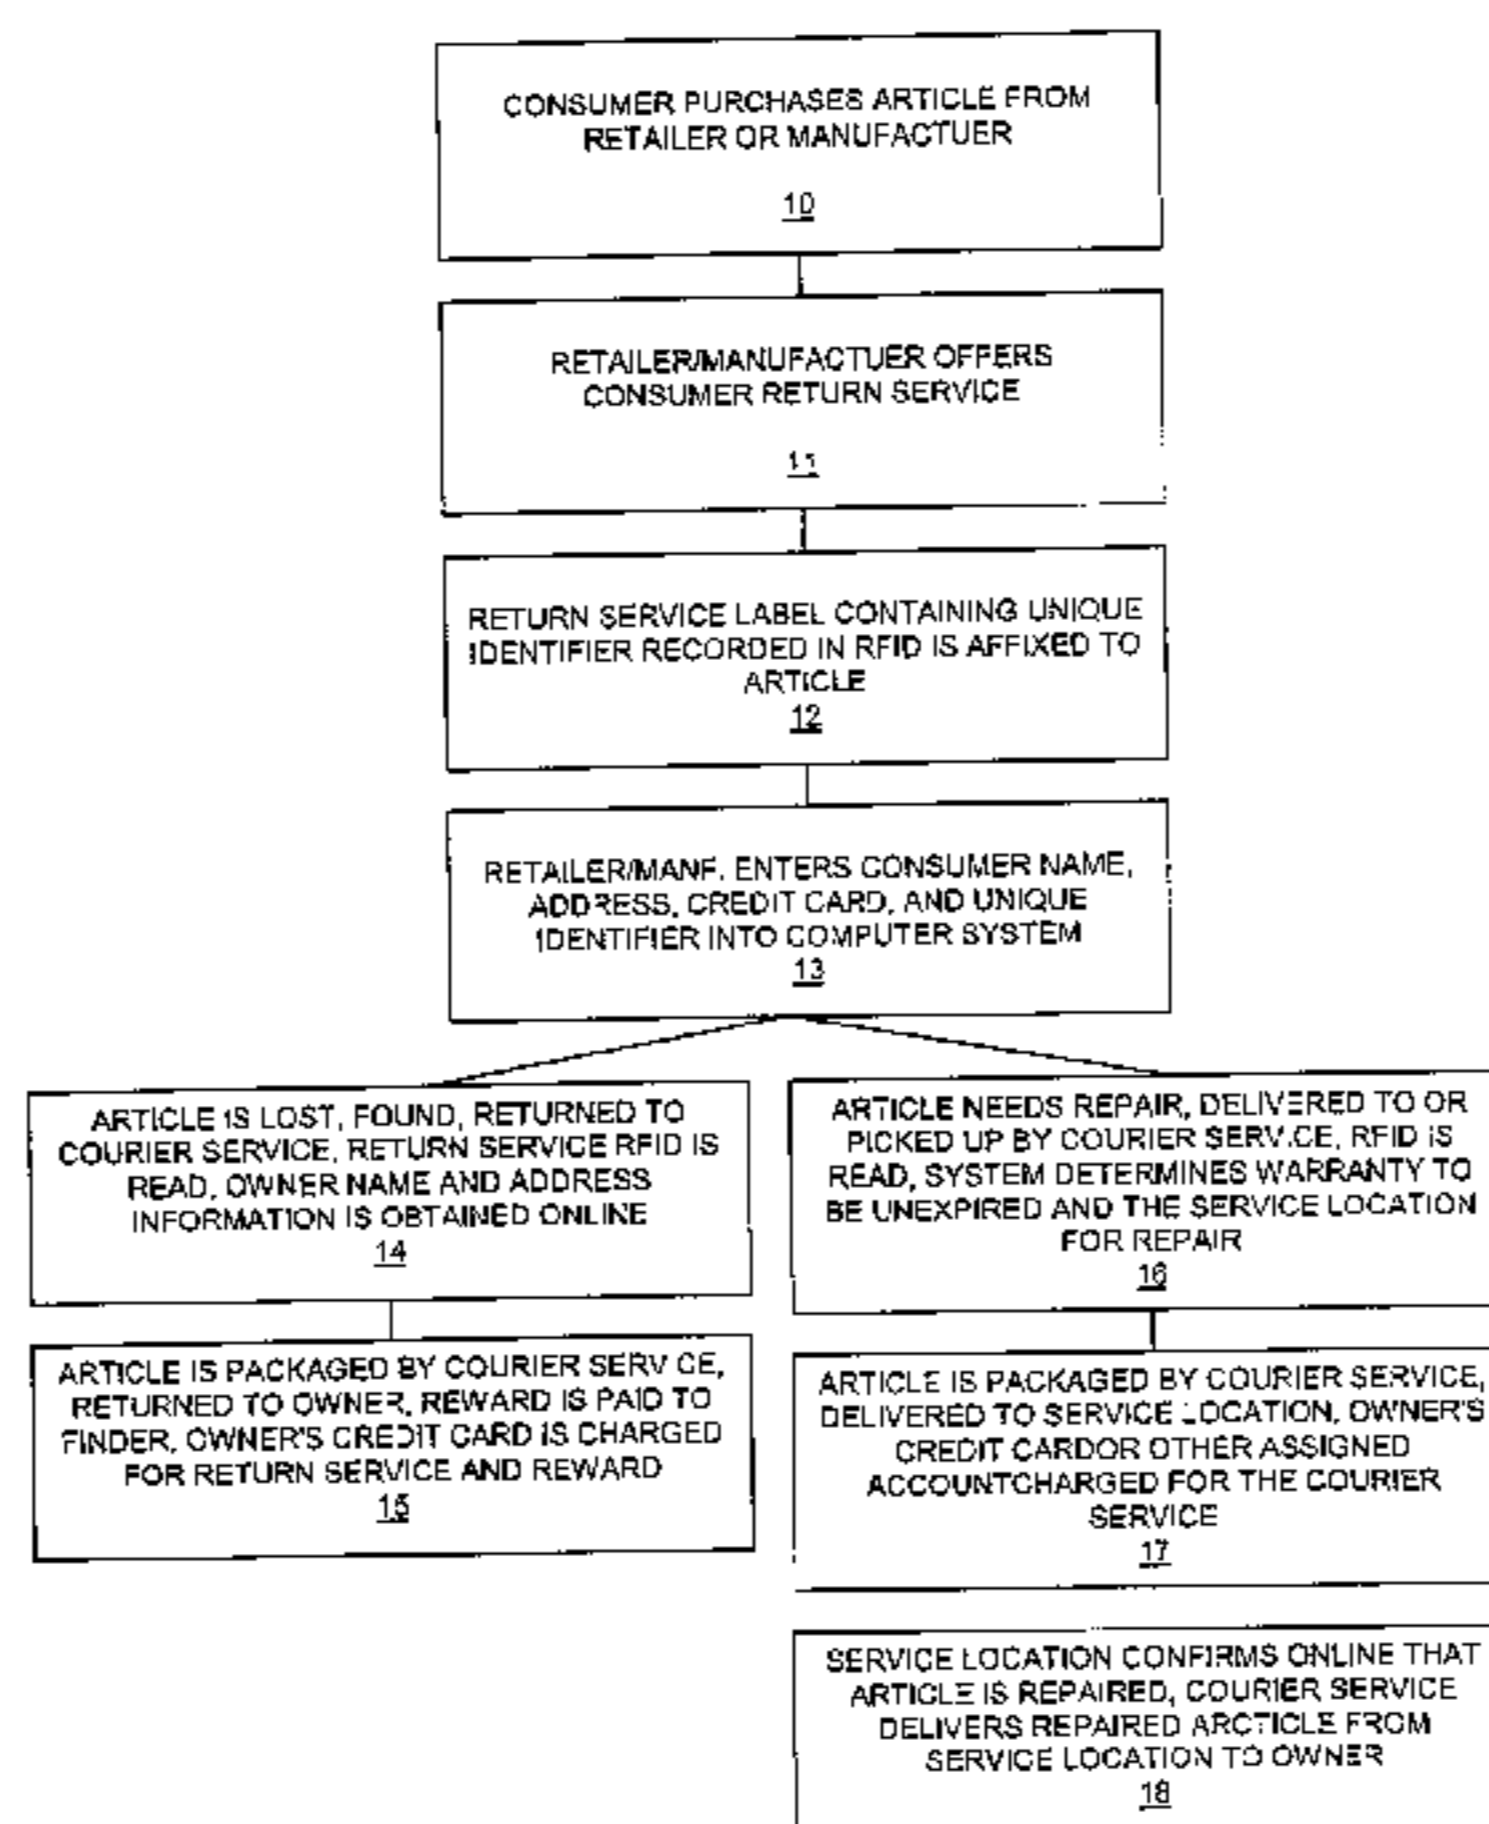 CONSUMER PURCHASES ARTICLE FROM
RETAILER OR MANUFACTUER
10
RETAILER/MANUFACTUER OFFERS
CONSUMER RETURN SERVICE
11
RETURN SERVICE LABEL CONTAINING UNIQUE
IDENTIFIER RECORDED IN RFID IS AFFIXED TO
ARTICLE
12
RETAILER/MANF. ENTERS CONSUMER NAME,
ADDRESS, CREDIT CARD, AND UNIQUE
IDENTIFIER INTO COMPUTER SYSTEM
13
ARTICLE IS LOST, FOUND, RETURNED TO
COURIER SERVICE, RETURN SERVICE RFID IS
READ, OWNER NAME AND ADDRESS
INFORMATION IS OBTAINED ONLINE
14
ARTICLE IS PACKAGED BY COURIER SERVICE,
RETURNED TO OWNER, REWARD IS PAID TO
FINDER, OWNER'S CREDIT CARD IS CHARGED
FOR RETURN SERVICE AND REWARD
15
ARTICLE NEEDS REPAIR, DELIVERED TO OR
PICKED UP BY COURIER SERVICE, RFID IS
READ, SYSTEM DETERMINES WARRANTY TO
BE UNEXPIRED AND THE SERVICE LOCATION
FOR REPAIR
16
ARTICLE IS PACKAGED BY COURIER SERVICE,
DELIVERED TO SERVICE LOCATION, OWNER'S
CREDIT CARDOR OTHER ASSIGNED
ACCOUNTCHARGED FOR THE COURIER
SERVICE
17
SERVICE LOCATION CONFIRMS ONLINE THAT
ARTICLE IS REPAIRED, COURIER SERVICE
DELIVERS REPAIRED ARCTICLE FROM
SERVICE LOCATION TO OWNER
18